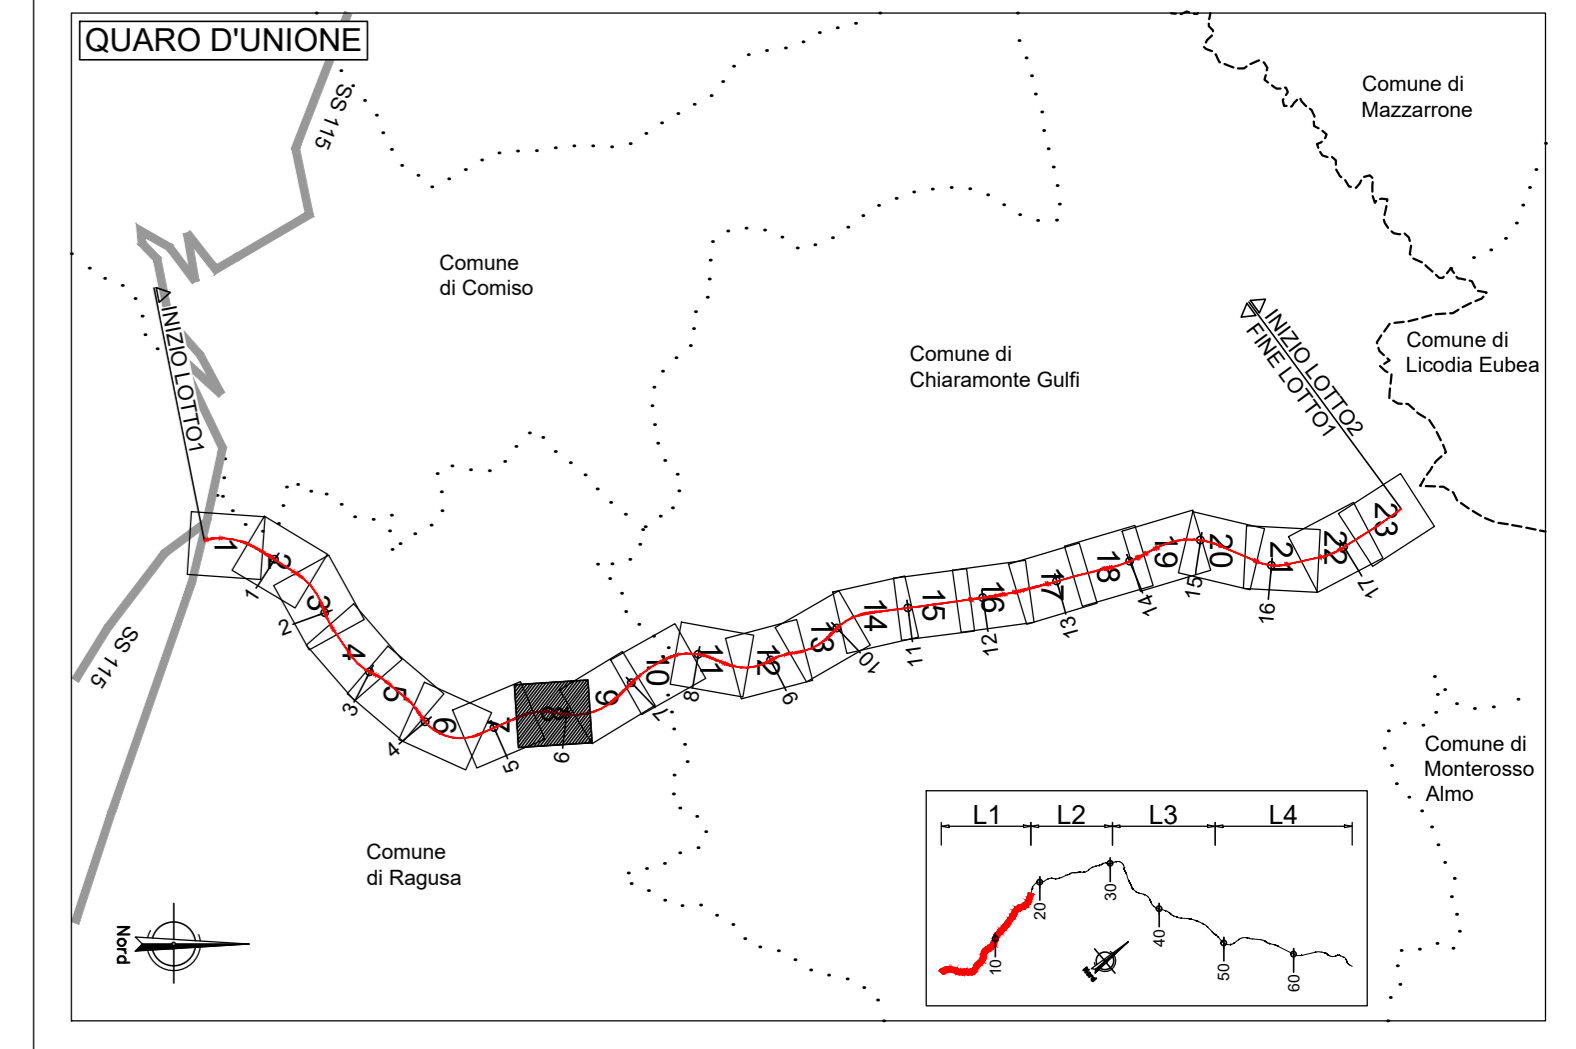 QUARO D'UNIONE
SS 115
Comune di
Mazzarrone
Comune
di Comiso
INIZIO LOTTO1
INIZIO LOTTO2
FINE LOTTO1
Comune di
Chiaramonte Gulfi
Comune di
Licodia Eubea
SS 115
1
2
3
4
5
6
7
8
9
10
11
12
13
14
15
16
17
18
19
20
21
22
23
1
2
3
4
5
6
7
8
9
10
11
12
13
14
15
16
17
Comune di
Monterosso
Almo
Comune
di Ragusa
Nord
L1 L2 L3 L4
10
20
30
40
50
60
Nord